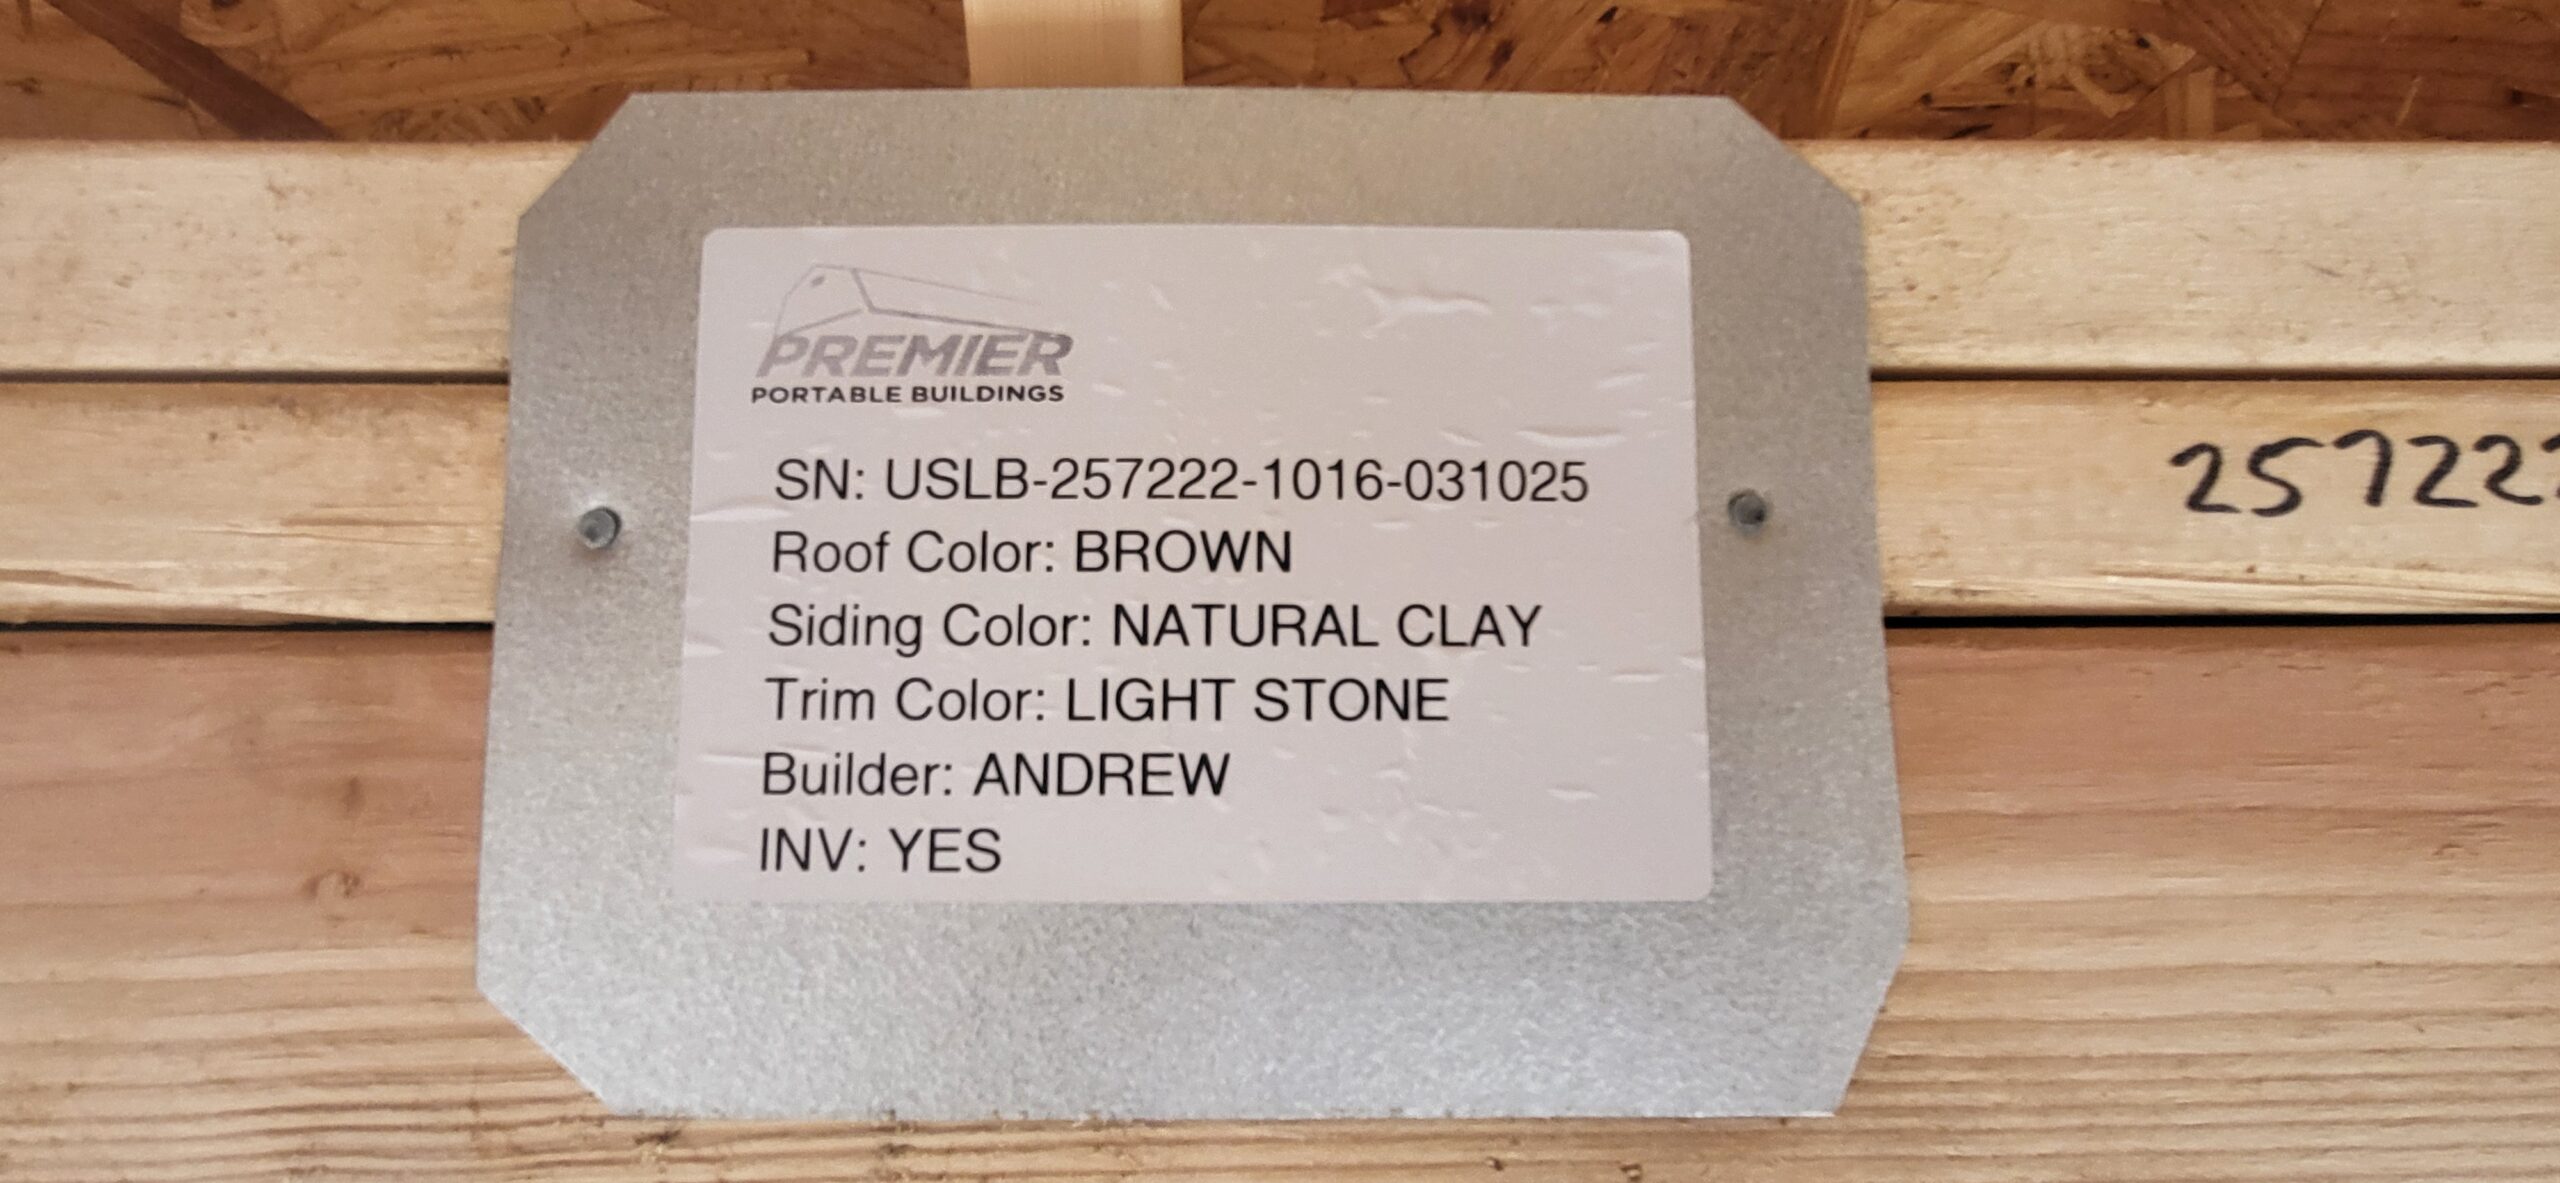 PREMIER
PORTABLE BUILDINGS
SN: USLB-257222-1016-031025
Roof Color: BROWN
Siding Color: NATURAL CLAY
Trim Color: LIGHT STONE
Builder: ANDREW
INV: YES
257222